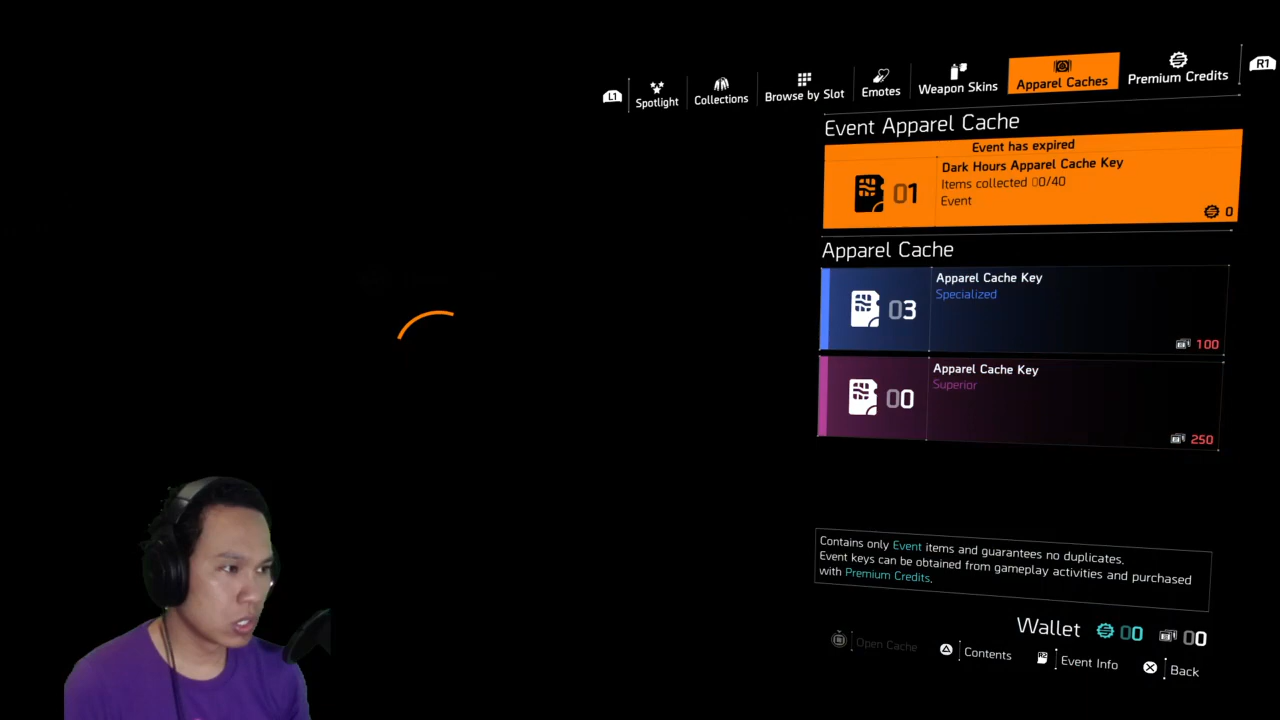 L1
Spotlight
Collections
Browse by Slot
Emotes
Weapon Skins
Apparel Caches
Premium Credits
R1
Event Apparel Cache
Event has expired
01
Dark Hours Apparel Cache Key
Items collected 00/40
Event
0
Apparel Cache
03
Apparel Cache Key
Specialized
100
00
Apparel Cache Key
Superior
250
Contains only Event items and guarantees no duplicates.
Event keys can be obtained from gameplay activities and purchased
with Premium Credits.
Wallet 00 00
Open Cache
Contents
R2
Event Info
Back